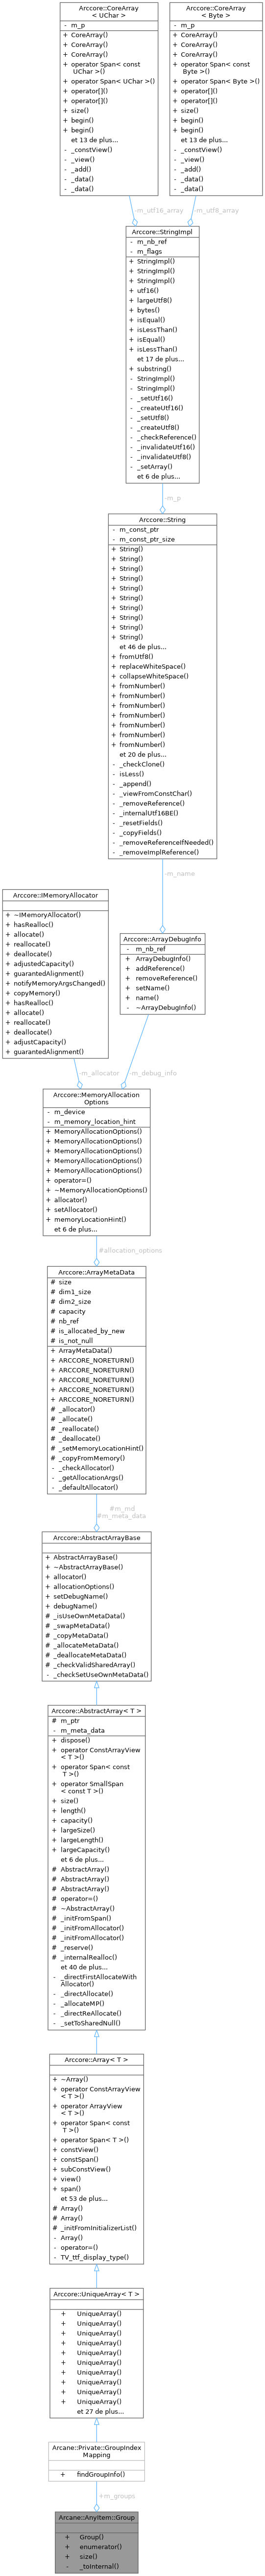 Arccore::CoreArray
< UChar >
- m_p
+ CoreArray()
+ CoreArray()
+ CoreArray()
+ operator Span< const
UChar >()
+ operator Span< UChar >()
+ operator[]()
+ operator[]()
+ size()
+ begin()
+ begin()
et 13 de plus...
- _constView()
- _view()
- _add()
- _data()
- _data()
Arccore::CoreArray
< Byte >
- m_p
+ CoreArray()
+ CoreArray()
+ CoreArray()
+ operator Span< const
Byte >()
+ operator Span< Byte >()
+ operator[]()
+ operator[]()
+ size()
+ begin()
+ begin()
et 13 de plus...
- _constView()
- _view()
- _add()
- _data()
- _data()
-m_utf16_array
-m_utf8_array
Arccore::StringImpl
- m_nb_ref
- m_flags
+ StringImpl()
+ StringImpl()
+ StringImpl()
+ utf16()
+ largeUtf8()
+ bytes()
+ isEqual()
+ isLessThan()
+ isEqual()
+ isLessThan()
et 17 de plus...
+ substring()
- StringImpl()
- StringImpl()
- _setUtf16()
- _createUtf16()
- _setUtf8()
- _createUtf8()
- _checkReference()
- _invalidateUtf16()
- _invalidateUtf8()
- _setArray()
et 6 de plus...
-m_p
Arccore::String
- m_const_ptr
- m_const_ptr_size
+ String()
+ String()
+ String()
+ String()
+ String()
+ String()
+ String()
+ String()
+ String()
+ String()
et 46 de plus...
+ fromUtf8()
+ replaceWhiteSpace()
+ collapseWhiteSpace()
+ fromNumber()
+ fromNumber()
+ fromNumber()
+ fromNumber()
+ fromNumber()
+ fromNumber()
+ fromNumber()
et 20 de plus...
- _checkClone()
- isLess()
- _append()
- _viewFromConstChar()
- _removeReference()
- _internalUtf16BE()
- _resetFields()
- _copyFields()
- _removeReferenceIfNeeded()
- _removeImplReference()
-m_name
Arccore::IMemoryAllocator
+ ~IMemoryAllocator()
+ hasRealloc()
+ allocate()
+ reallocate()
+ deallocate()
+ adjustedCapacity()
+ guarantedAlignment()
+ notifyMemoryArgsChanged()
+ copyMemory()
+ hasRealloc()
+ allocate()
+ reallocate()
+ deallocate()
+ adjustCapacity()
+ guarantedAlignment()
Arccore::ArrayDebugInfo
- m_nb_ref
+ ArrayDebugInfo()
+ addReference()
+ removeReference()
+ setName()
+ name()
- ~ArrayDebugInfo()
-m_allocator
-m_debug_info
Arccore::MemoryAllocation
Options
- m_device
- m_memory_location_hint
+ MemoryAllocationOptions()
+ MemoryAllocationOptions()
+ MemoryAllocationOptions()
+ MemoryAllocationOptions()
+ MemoryAllocationOptions()
+ operator=()
+ ~MemoryAllocationOptions()
+ allocator()
+ setAllocator()
+ memoryLocationHint()
et 6 de plus...
#allocation_options
Arccore::ArrayMetaData
# size
# dim1_size
# dim2_size
# capacity
# nb_ref
# is_allocated_by_new
# is_not_null
+ ArrayMetaData()
+ ARCCORE_NORETURN()
+ ARCCORE_NORETURN()
+ ARCCORE_NORETURN()
+ ARCCORE_NORETURN()
+ ARCCORE_NORETURN()
# _allocator()
# _allocate()
# _reallocate()
# _deallocate()
# _setMemoryLocationHint()
# _copyFromMemory()
- _checkAllocator()
- _getAllocationArgs()
- _defaultAllocator()
#m_md
#m_meta_data
Arccore::AbstractArrayBase
+ AbstractArrayBase()
+ ~AbstractArrayBase()
+ allocator()
+ allocationOptions()
+ setDebugName()
+ debugName()
# _isUseOwnMetaData()
# _swapMetaData()
# _copyMetaData()
# _allocateMetaData()
# _deallocateMetaData()
# _checkValidSharedArray()
- _checkSetUseOwnMetaData()
Arccore::AbstractArray< T >
# m_ptr
- m_meta_data
+ dispose()
+ operator ConstArrayView
< T >()
+ operator Span< const
T >()
+ operator SmallSpan
< const T >()
+ size()
+ length()
+ capacity()
+ largeSize()
+ largeLength()
+ largeCapacity()
et 6 de plus...
# AbstractArray()
# AbstractArray()
# AbstractArray()
# operator=()
# ~AbstractArray()
# _initFromSpan()
# _initFromAllocator()
# _initFromAllocator()
# _reserve()
# _internalRealloc()
et 40 de plus...
- _directFirstAllocateWith
Allocator()
- _directAllocate()
- _allocateMP()
- _directReAllocate()
- _setToSharedNull()
Arccore::Array< T >
+ ~Array()
+ operator ConstArrayView
< T >()
+ operator ArrayView
< T >()
+ operator Span< const
T >()
+ operator Span< T >()
+ constView()
+ constSpan()
+ subConstView()
+ view()
+ span()
et 53 de plus...
# Array()
# Array()
# _initFromInitializerList()
- Array()
- operator=()
- TV_ttf_display_type()
Arccore::UniqueArray< T >
+ UniqueArray()
+ UniqueArray()
+ UniqueArray()
+ UniqueArray()
+ UniqueArray()
+ UniqueArray()
+ UniqueArray()
+ UniqueArray()
+ UniqueArray()
+ UniqueArray()
et 27 de plus...
Arcane::Private::GroupIndex
Mapping
+ findGroupInfo()
+m_groups
Arcane::AnyItem::Group
+ Group()
+ enumerator()
+ size()
- _toInternal()